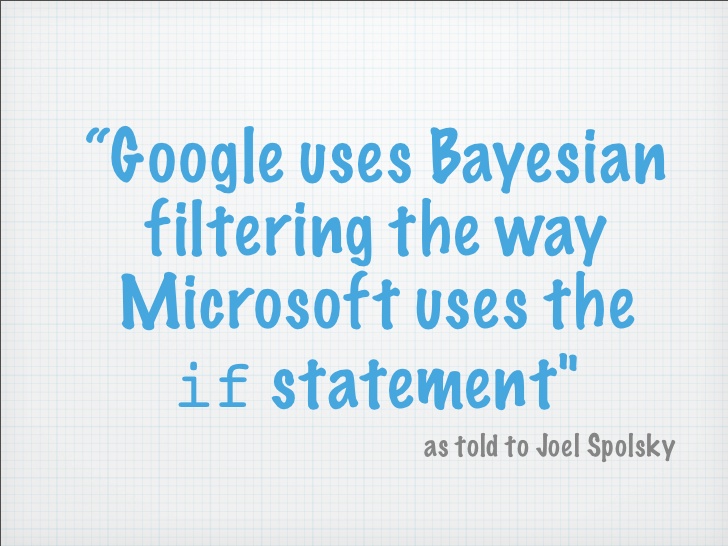 “Google uses Bayesian
filtering the way
Microsoft uses the
if statement"
as told to Joel Spolsky